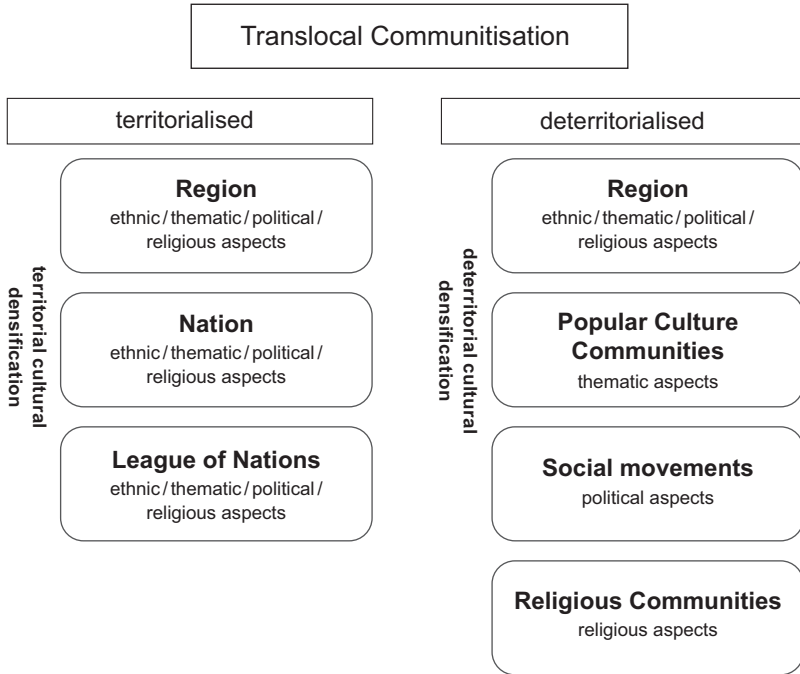 Translocal Communitisation
territorialised
Region
ethnic/thematic/political/
religious aspects
Nation
ethnic/thematic/political/
religious aspects
League of Nations
ethnic/thematic/political/
religious aspects
territorial cultural
densification
deterritorialised
Region
ethnic/thematic/political/
religious aspects
Popular Culture
Communities
thematic aspects
Social movements
political aspects
Religious Communities
religious aspects
deterritorial cultural
densification